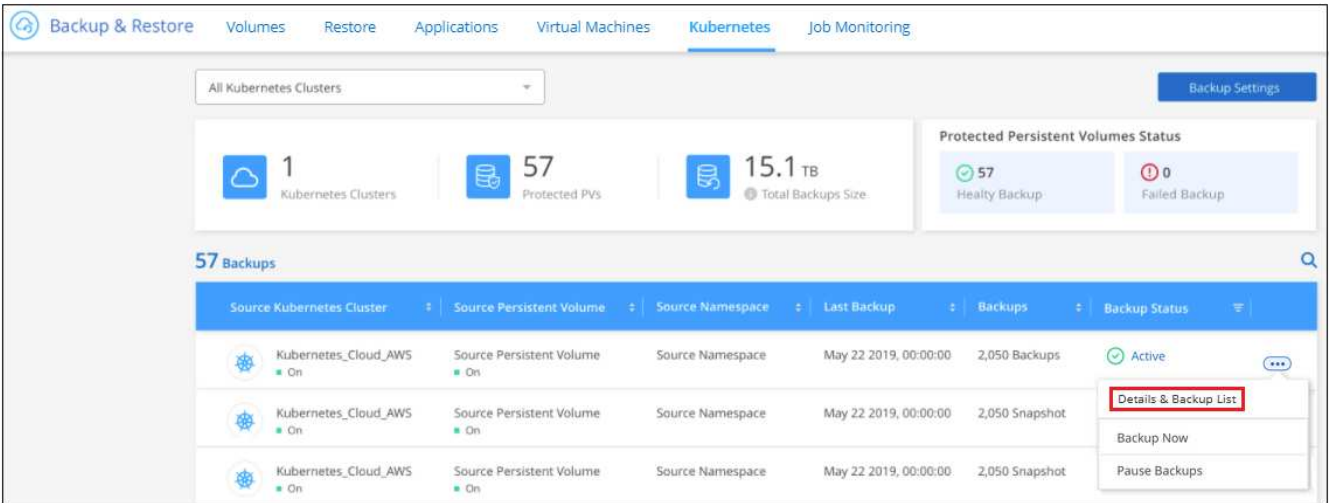 Backup & Restore Volumes Restore Applications Virtual Machines Kubernetes Job Monitoring
All Kubernetes Clusters
Backup Settings
1
Kubernetes Clusters
57
Protected PVs
15.1 TB
Total Backups Size
Protected Persistent Volumes Status
57
Healty Backup
0
Failed Backup
57 Backups
Source Kubernetes Cluster Source Persistent Volume Source Namespace Last Backup Backups Backup Status
Kubernetes_Cloud_AWS Source Persistent Volume Source Namespace May 22 2019, 00:00:00 2,050 Backups Active
On On
Details & Backup List
Kubernetes_Cloud_AWS Source Persistent Volume Source Namespace May 22 2019, 00:00:00 2,050 Snapshot
On On
Backup Now
Kubernetes_Cloud_AWS Source Persistent Volume Source Namespace May 22 2019, 00:00:00 2,050 Snapshot
Pause Backups
On On